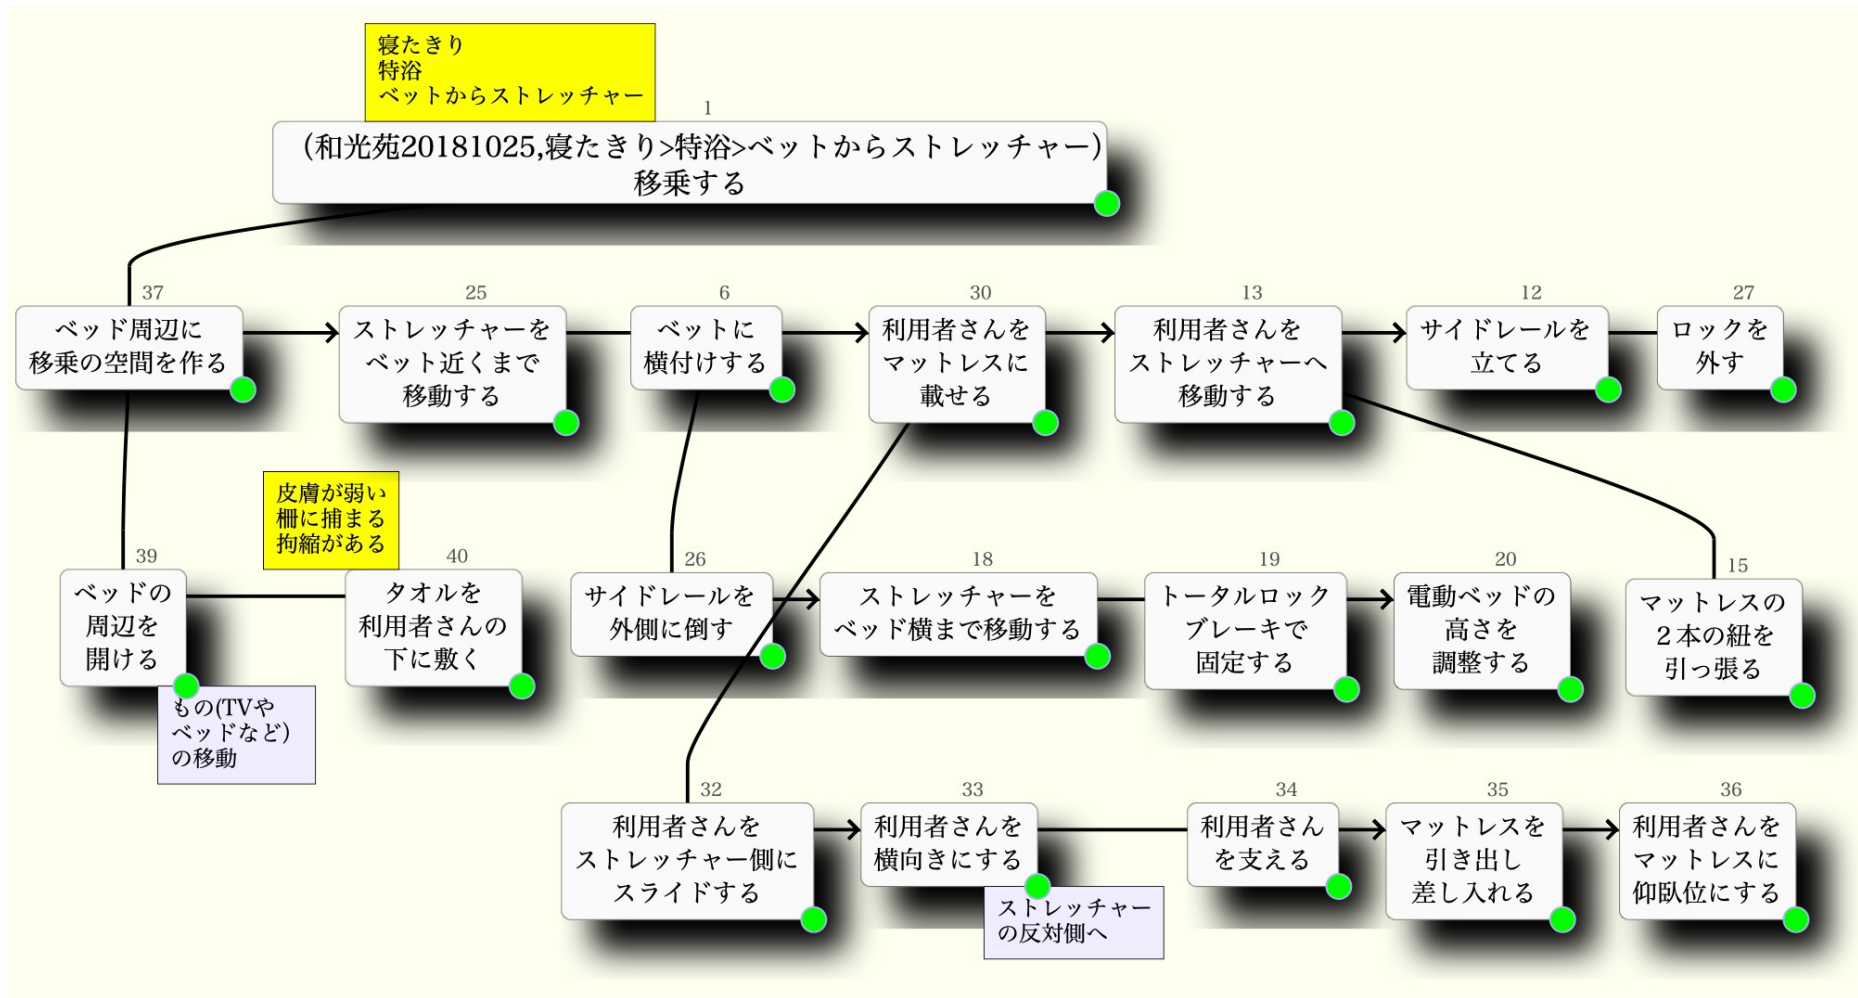 寝たきり
特浴
ベットからストレッチャー
1
(和光苑20181025,寝たきり>特浴>ベットからストレッチャー)
移乗する
37
ベッド周辺に
移乗の空間を作る
25
ストレッチャーを
ベット近くまで
移動する
6
ベットに
横付けする
30
利用者さんを
マットレスに
載せる
13
利用者さんを
ストレッチャーへ
移動する
12
サイドレールを
立てる
27
ロックを
外す
39
ベッドの
周辺を
開ける
もの(TVや
ベッドなど)
の移動
皮膚が弱い
柵に捕まる
拘縮がある
40
タオルを
利用者さんの
下に敷く
26
サイドレールを
外側に倒す
18
ストレッチャーを
ベッド横まで移動する
19
トータルロック
ブレーキで
固定する
20
電動ベッドの
高さを
調整する
15
マットレスの
２本の紐を
引っ張る
32
利用者さんを
ストレッチャー側に
スライドする
33
利用者さんを
横向きにする
ストレッチャー
の反対側へ
34
利用者さん
を支える
35
マットレスを
引き出し
差し入れる
36
利用者さんを
マットレスに
仰臥位にする